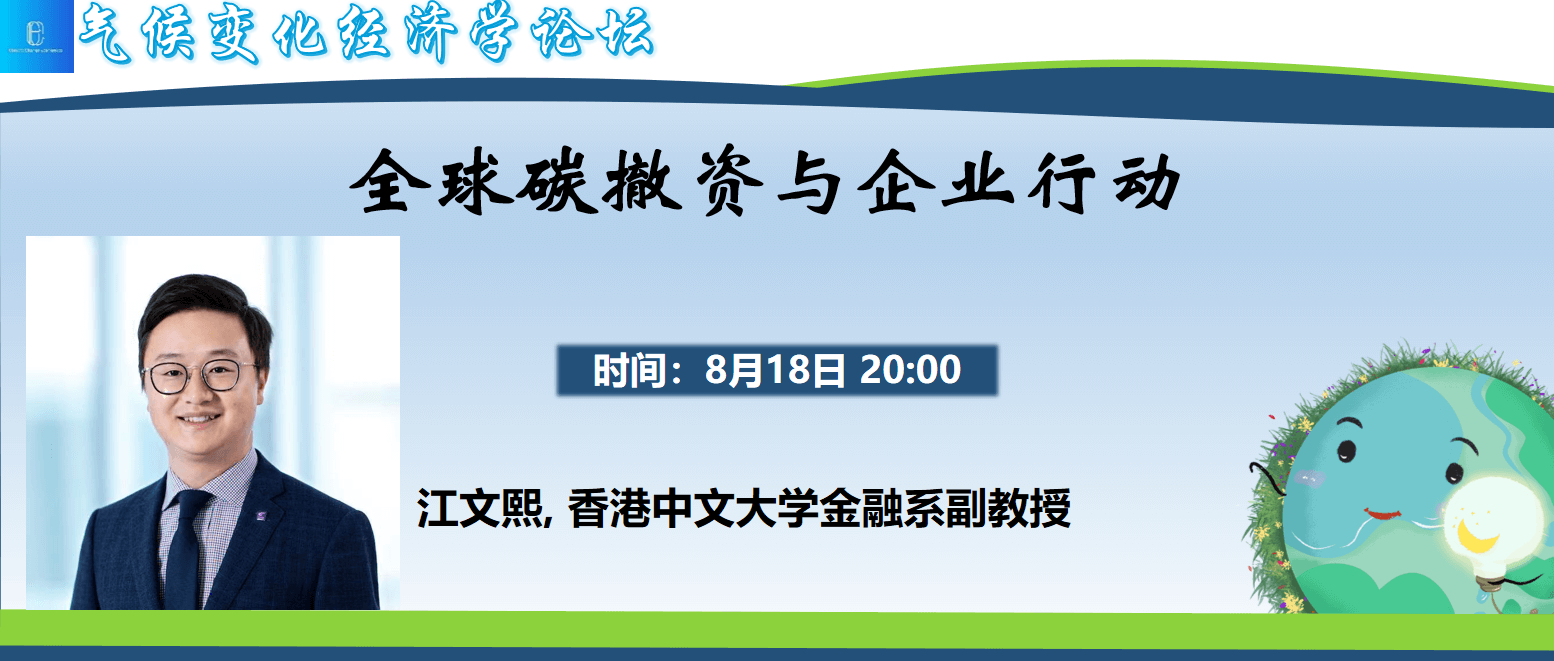 气候变化经济学论坛
全球碳撤资与企业行动
时间：8月18日 20:00
江文熙, 香港中文大学金融系副教授